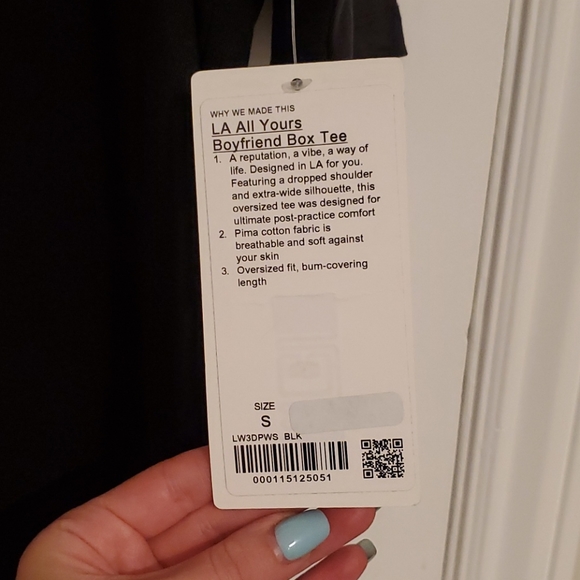 WHY WE MADE THIS
LA All Yours
Boyfriend Box Tee
1. A reputation, a vibe, a way of
life. Designed in LA for you.
Featuring a dropped shoulder
and extra-wide silhouette, this
oversized tee was designed for
ultimate post-practice comfort
2. Pima cotton fabric is
breathable and soft against
your skin
3. Oversized fit, bum-covering
length
SIZE
S
LW3DPWS BLK
000115125051